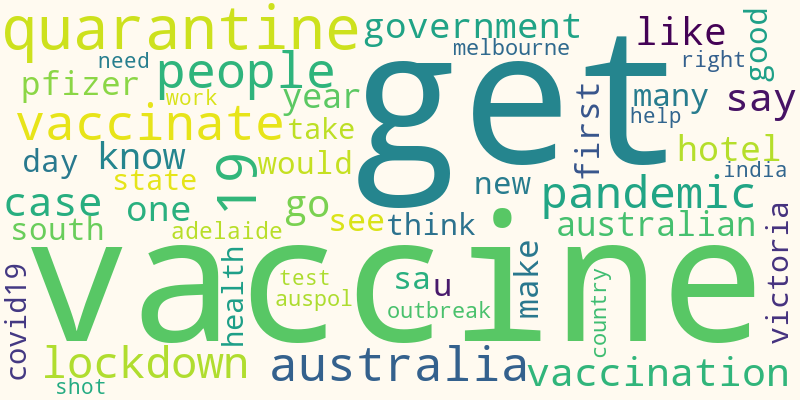 quarantine
government
like
good
melbourne
right
need
people
get
pfizer
work
year
many
say
vaccinate
take
first
help
day
know
19
would
hotel
india
state
new
case
one
go
see
think
pandemic
south
adelaide
australian
victoria
vaccine
health
test
sa
u
make
auspol
outbreak
country
covid19
lockdown
australia
vaccination
shot